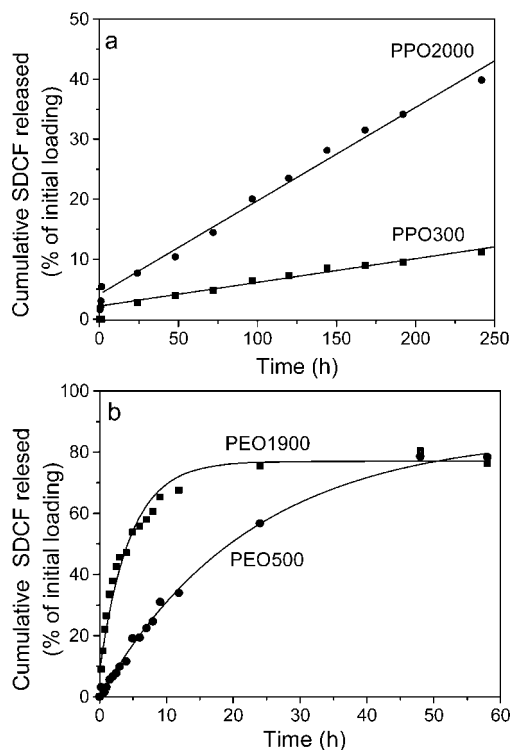 a
PPO2000
PPO300
Cumulative SDCF released
(% of initial loading)
50
40
30
20
10
0
0 50 100 150 200 250
Time (h)
b
PEO1900
PEO500
Cumulative SDCF relesed
(% of initial loading)
100
80
60
40
20
0
0 10 20 30 40 50 60
Time (h)